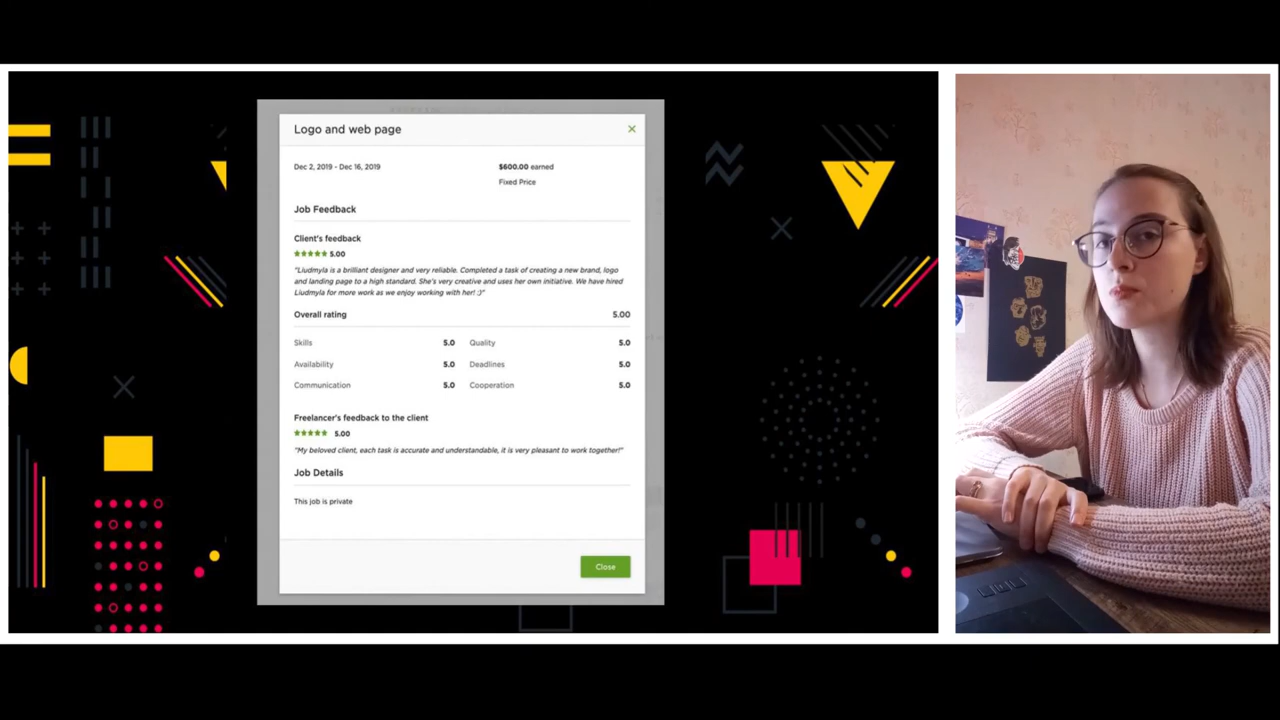 Logo and web page
Dec 2, 2019 - Dec 16, 2019
$600.00 earned
Fixed Price
Job Feedback
Client's feedback
5.00
"Liudmyla is a brilliant designer and very reliable. Completed a task of creating a new brand, logo
and landing page to a high standard. She's very creative and uses her own initiative. We have hired
Liudmyla for more work as we enjoy working with her! :)"
Overall rating 5.00
Skills 5.0 Quality 5.0
Availability 5.0 Deadlines 5.0
Communication 5.0 Cooperation 5.0
Freelancer's feedback to the client
5.00
"My beloved client, each task is accurate and understandable, it is very pleasant to work together!"
Job Details
This job is private
Close